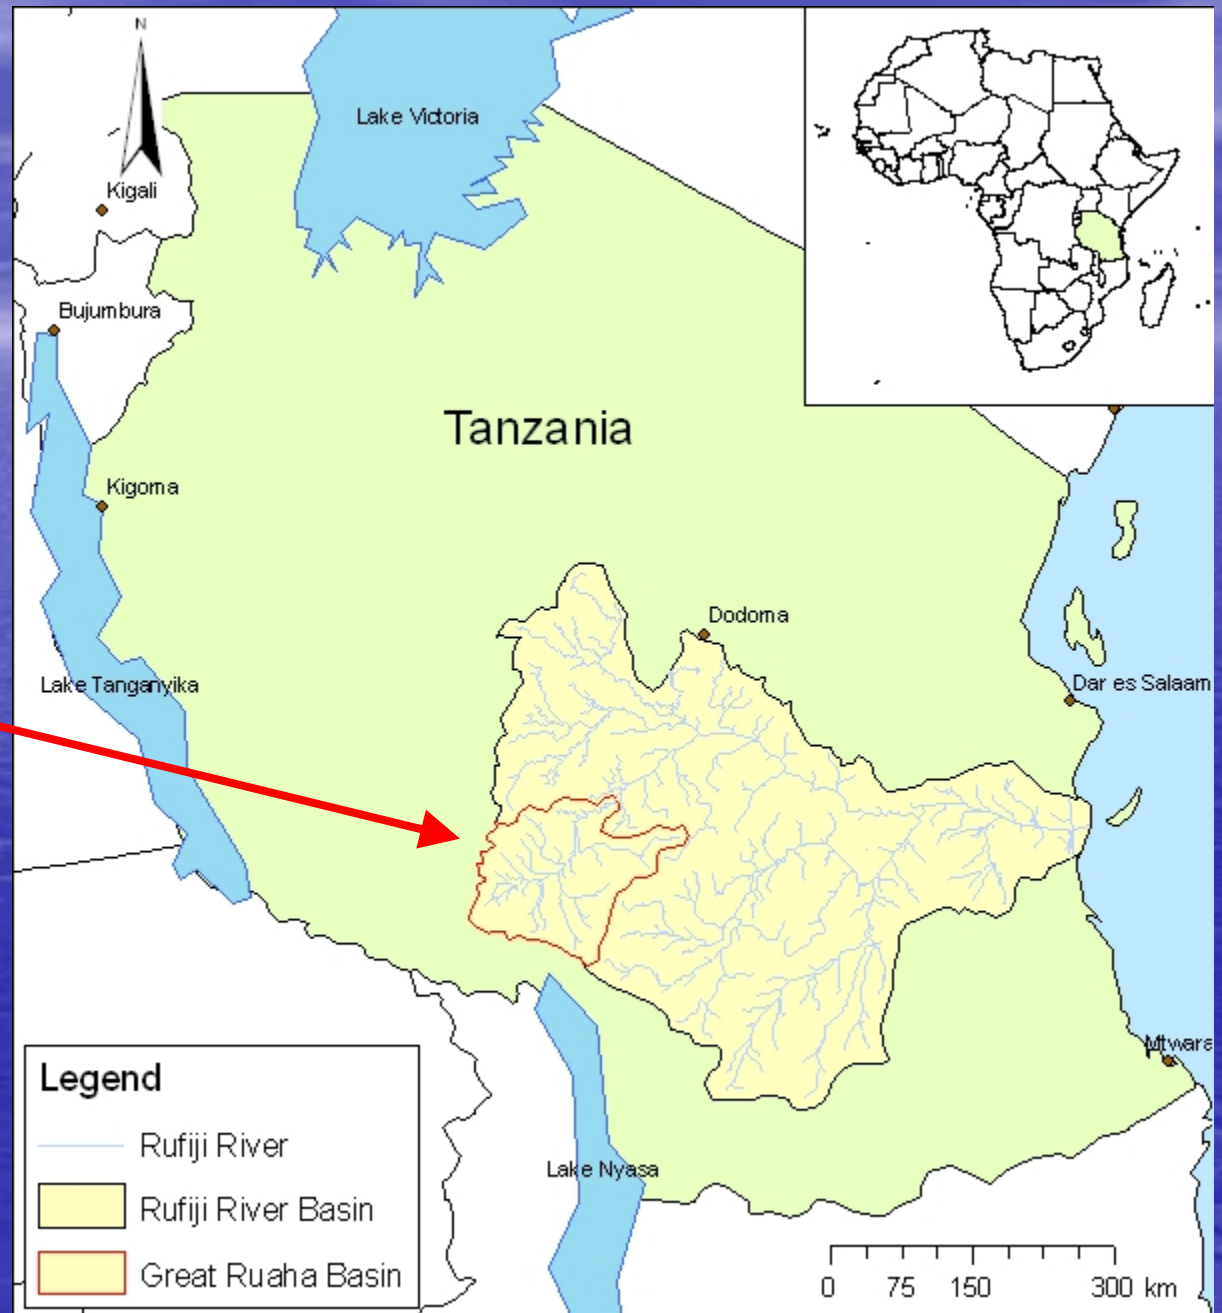 N
Lake Victoria
Kigali
Bujumbura
Tanzania
Kigoma
Dodoma
Lake Tanganyika
Dar es Salaam
Mtwara
Lake Nyasa
Legend
Rufiji River
Rufiji River Basin
Great Ruaha Basin
0 75 150 300 km